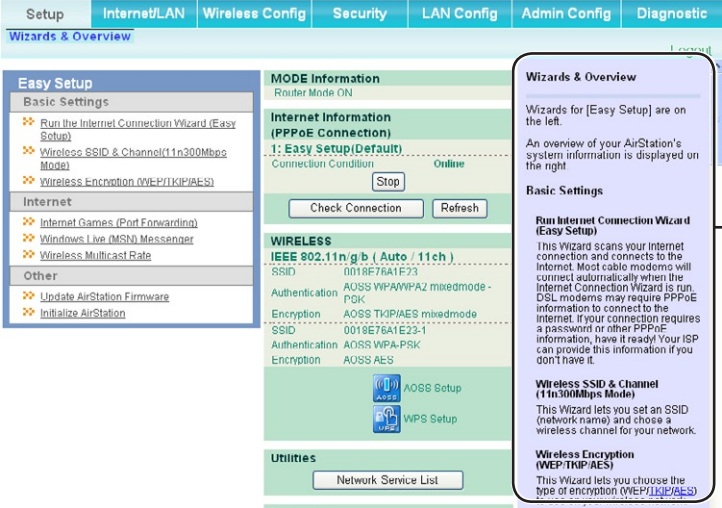 Setup
Internet/LAN
Wireless Config
Security
LAN Config
Admin Config
Diagnostic
Wizards & Overview
Logout
Easy Setup
Basic Settings
Run the Internet Connection Wizard (Easy
Setup)
Wireless SSID & Channel(11n300Mbps
Mode)
Wireless Encryption (WEP/TKIP/AES)
Internet
Internet Games (Port Forwarding)
Windows Live (MSN) Messenger
Wireless Multicast Rate
Other
Update AirStation Firmware
Initialize AirStation
MODE Information
Router Mode ON
Internet Information
(PPPoE Connection)
1: Easy Setup(Default)
Connection Condition Online
Stop
Check Connection Refresh
WIRELESS
IEEE 802.11n/g/b ( Auto / 11ch )
SSID 0018E76A1E23
Authentication AOSS WPA/WPA2 mixedmode -
PSK
Encryption AOSS TKIP/AES mixedmode
SSID 0018E76A1E23-1
Authentication AOSS WPA-PSK
Encryption AOSS AES
AOSS AOSS Setup
WPS WPS Setup
Utilities
Network Service List
Wizards & Overview
Wizards for [Easy Setup] are on
the left.
An overview of your AirStation's
system information is displayed on
the right
Basic Settings
Run Internet Connection Wizard
(Easy Setup)
This Wizard scans your Internet
connection and connects to the
Internet. Most cable modems will
connect automatically when the
Internet Connection Wizard is run.
DSL modems may require PPPoE
information to connect to the
Internet. If your connection requires
a password or other PPPoE
information, have it ready! Your ISP
can provide this information if you
don't have it.
Wireless SSID & Channel
(11n300Mbps Mode)
This Wizard lets you set an SSID
(network name) and chose a
wireless channel for your network.
Wireless Encryption
(WEP/TKIP/AES)
This Wizard lets you choose the
type of encryption (WEP/TKIP/AES)
to use on your wireless network